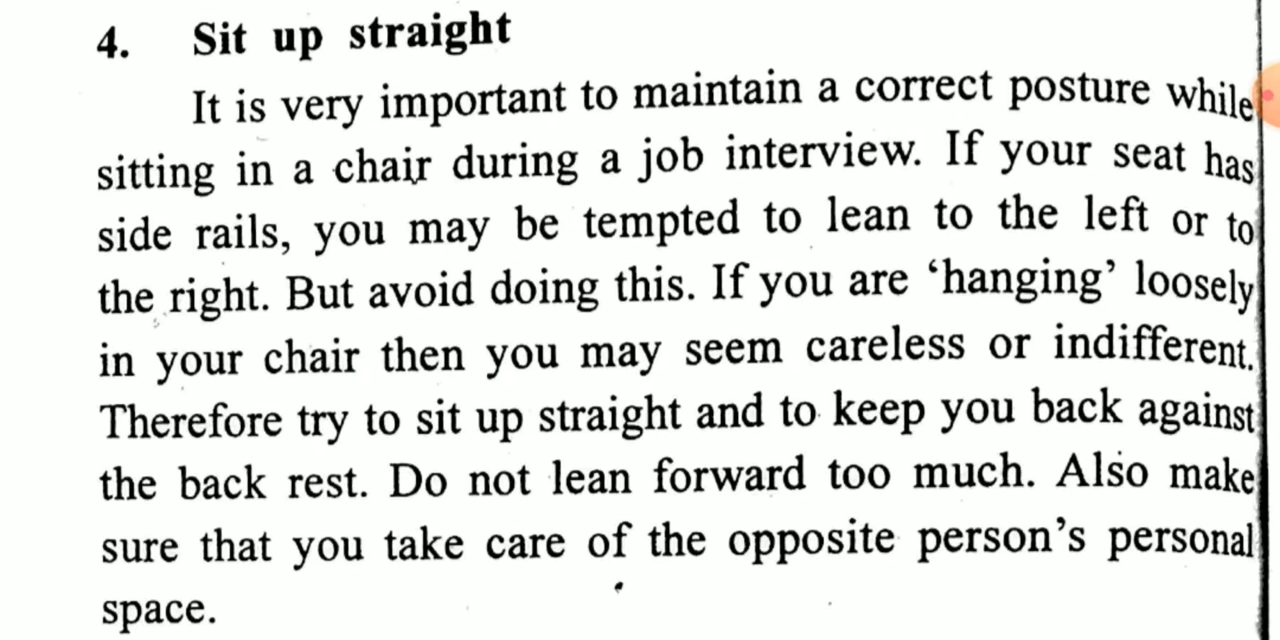 4. Sit up straight
It is very important to maintain a correct posture while
sitting in a chair during a job interview. If your seat has
side rails, you may be tempted to lean to the left or to
the right. But avoid doing this. If you are ‘hanging’ loosely
in your chair then you may seem careless or indifferent.
Therefore try to sit up straight and to keep you back against
the back rest. Do not lean forward too much. Also make
sure that you take care of the opposite person’s personal
space.